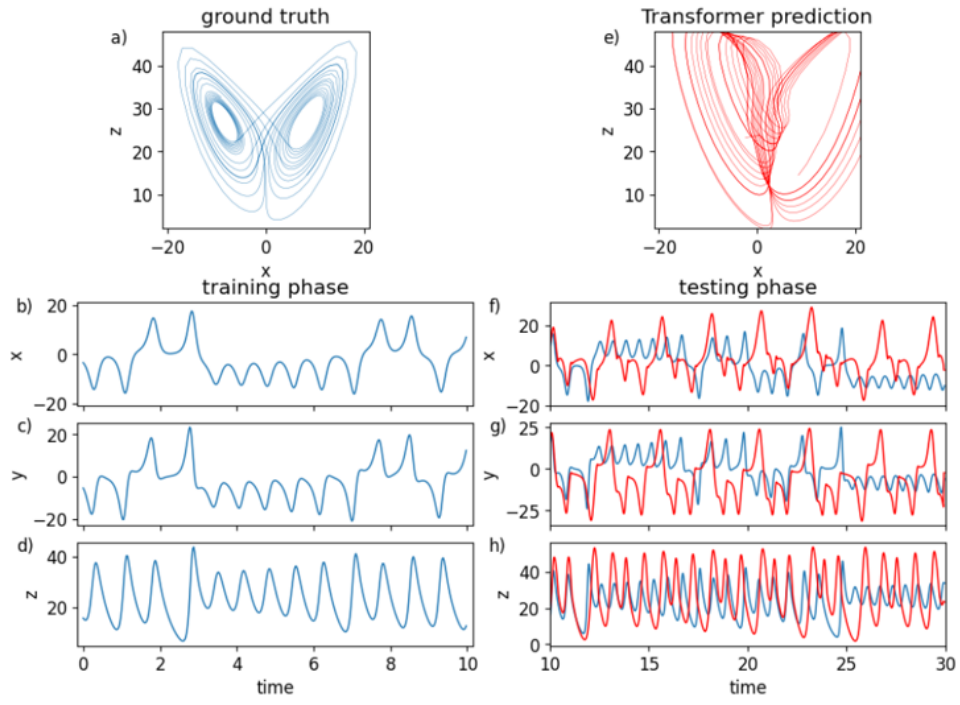 ground truth
a)
z
40
30
20
10
−20 0 20
x
Transformer prediction
e)
z
40
30
20
10
−20 0 20
x
training phase
b)
x
20
0
−20
c)
y
20
0
−20
d)
z
40
20
0 2 4 6 8 10
time
testing phase
f)
x
20
0
−20
g)
y
25
0
−25
h)
z
40
20
0
10 15 20 25 30
time